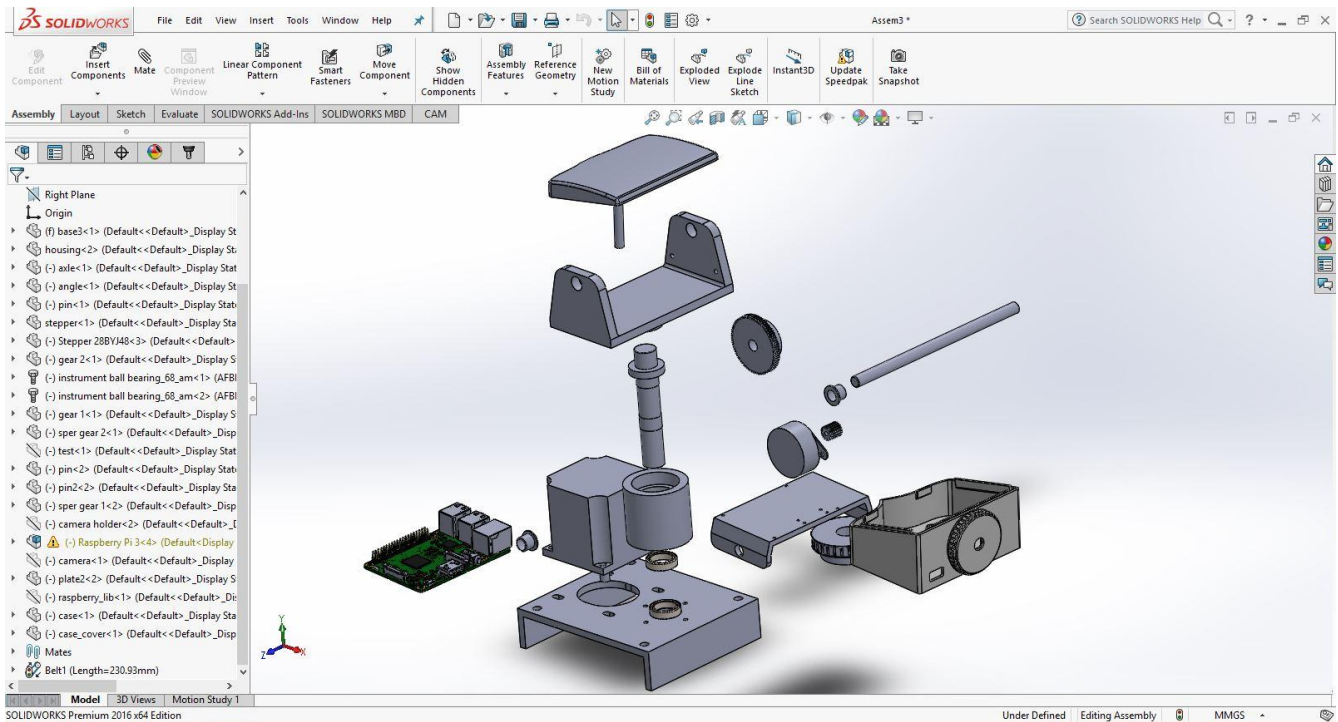 SOLIDWORKS File Edit View Insert Tools Window Help Assem3 * Search SOLIDWORKS Help ?
Edit Component
Insert Components
Mate
Component Preview Window
Linear Component Pattern
Smart Fasteners
Move Component
Show Hidden Components
Assembly Features
Reference Geometry
New Motion Study
Bill of Materials
Exploded View
Explode Line Sketch
Instant3D
Update Speedpak
Take Snapshot
Assembly Layout Sketch Evaluate SOLIDWORKS Add-Ins SOLIDWORKS MBD CAM
Right Plane
Origin
(f) base3<1> (Default<<Default>_Display St
housing<2> (Default<<Default>_Display Sta
(-) axle<1> (Default<<Default>_Display Stat
(-) angle<1> (Default<<Default>_Display St
(-) pin<1> (Default<<Default>_Display State
stepper<1> (Default<<Default>_Display Sta
(-) Stepper 28BYJ48<3> (Default<<Default>
(-) gear 2<1> (Default<<Default>_Display S
(-) instrument ball bearing_68_am<1> (AFBI
(-) instrument ball bearing_68_am<2> (AFBI
(-) gear 1<1> (Default<<Default>_Display S
(-) sper gear 2<1> (Default<<Default>_Disp
(-) test<1> (Default<<Default>_Display Stat
(-) pin<2> (Default<<Default>_Display State
(-) pin2<2> (Default<<Default>_Display Sta
(-) sper gear 1<2> (Default<<Default>_Disp
(-) camera holder<2> (Default<<Default>_D
(-) Raspberry Pi 3<4> (Default<Display
(-) camera<1> (Default<<Default>_Display
(-) plate2<2> (Default<<Default>_Display S
(-) raspberry_lib<1> (Default<<Default>_Dis
(-) case<1> (Default<<Default>_Display Sta
(-) case_cover<1> (Default<<Default>_Disp
Mates
Belt1 (Length=230.93mm)
Y
Z X
Model 3D Views Motion Study 1
SOLIDWORKS Premium 2016 x64 Edition Under Defined Editing Assembly MMGS